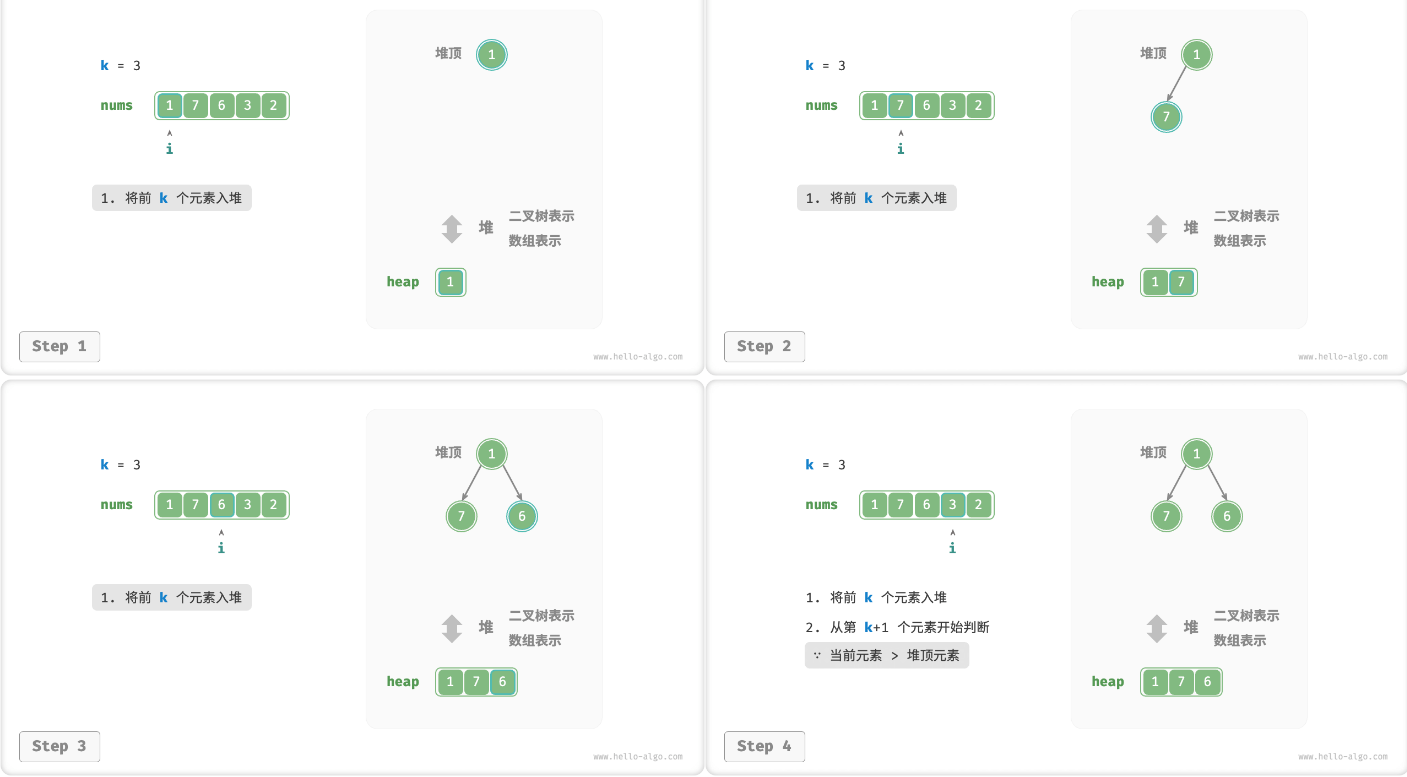 k = 3
nums 1 7 6 3 2
i
1. 将前 k 个元素入堆
堆顶 1
堆 二叉树表示
数组表示
heap 1
Step 1
www.hello-algo.com
k = 3
nums 1 7 6 3 2
i
1. 将前 k 个元素入堆
堆顶 1
7
堆 二叉树表示
数组表示
heap 1 7
Step 2
www.hello-algo.com
k = 3
nums 1 7 6 3 2
i
1. 将前 k 个元素入堆
堆顶 1
7 6
堆 二叉树表示
数组表示
heap 1 7 6
Step 3
www.hello-algo.com
k = 3
nums 1 7 6 3 2
i
1. 将前 k 个元素入堆
2. 从第 k+1 个元素开始判断
∵ 当前元素 > 堆顶元素
堆顶 1
7 6
堆 二叉树表示
数组表示
heap 1 7 6
Step 4
www.hello-algo.com